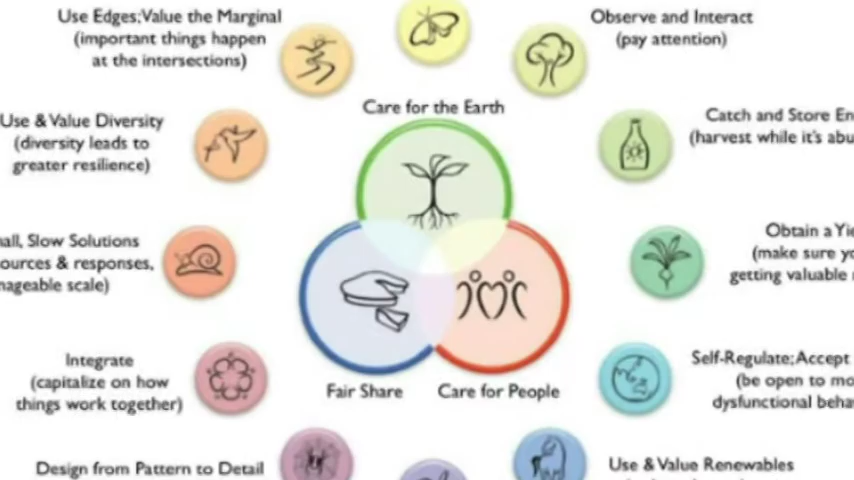 Use Edges; Value the Marginal
(important things happen
at the intersections)
Observe and Interact
(pay attention)
Care for the Earth
Use & Value Diversity
(diversity leads to
greater resilience)
Catch and Store En
(harvest while it's abu
all, Slow Solutions
ources & responses,
nageable scale)
Obtain a Yie
(make sure yo
getting valuable
Integrate
(capitalize on how
things work together)
Self-Regulate; Accept
(be open to mo
dysfunctional beha
Fair Share
Care for People
Design from Pattern to Detail
Use & Value Renewables